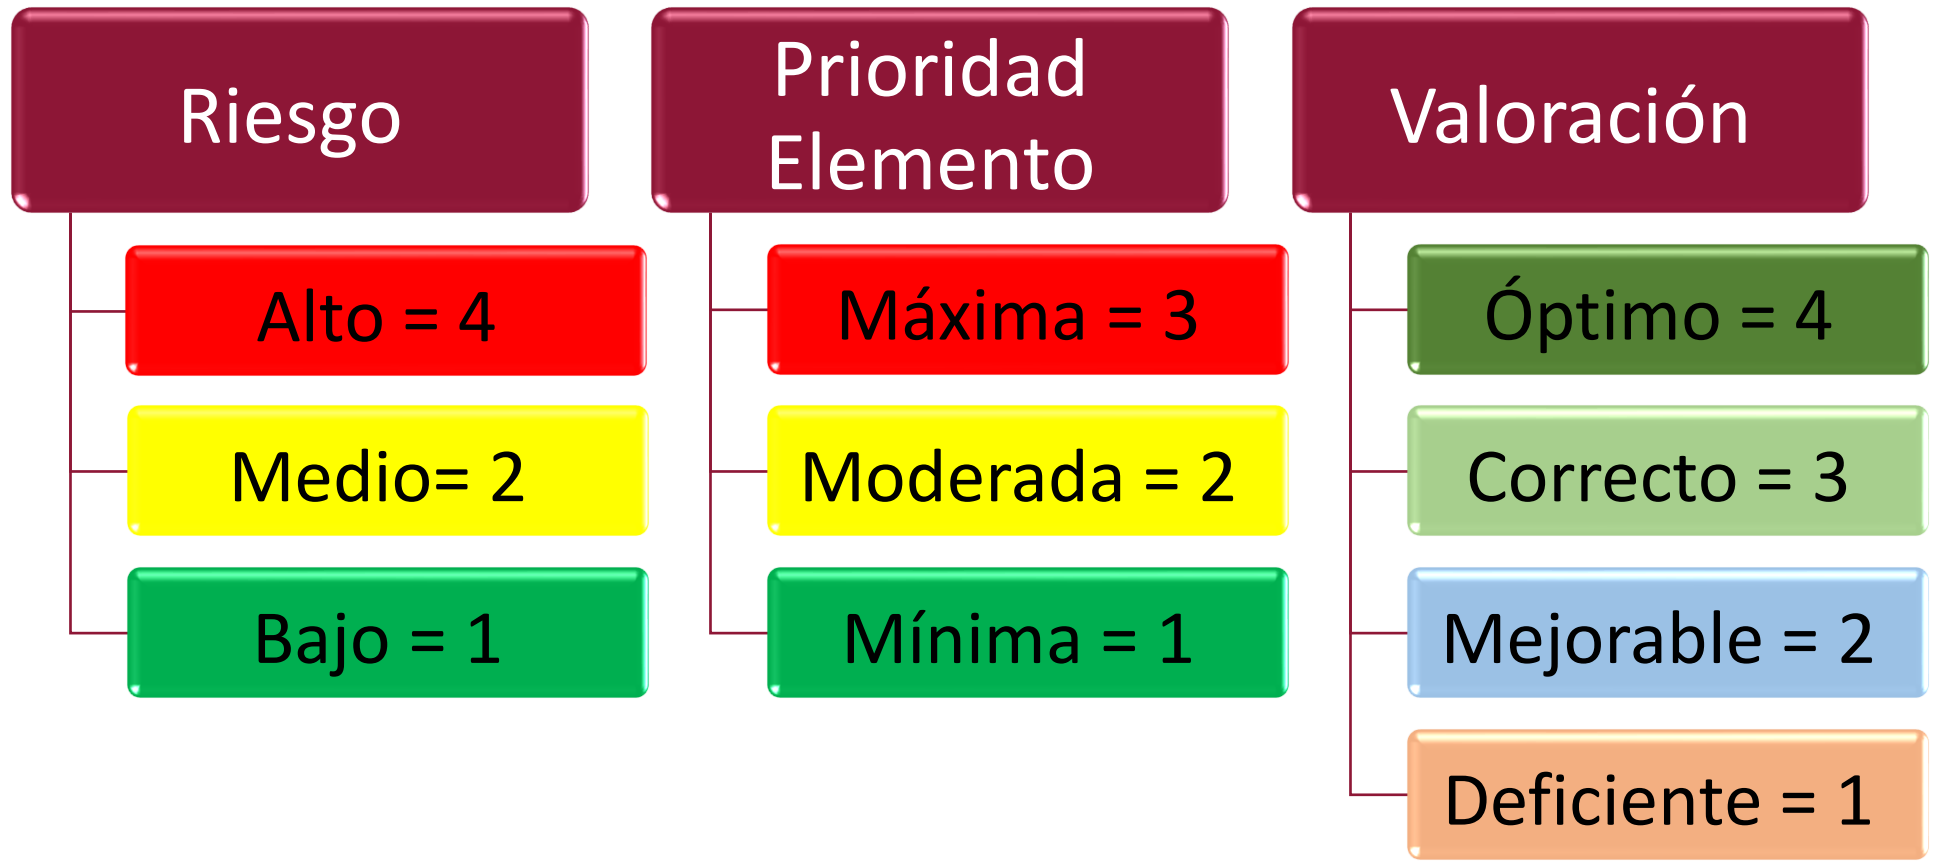 Riesgo
Alto = 4
Medio= 2
Bajo = 1
Prioridad
Elemento
Máxima = 3
Moderada = 2
Mínima = 1
Valoración
Óptimo = 4
Correcto = 3
Mejorable = 2
Deficiente = 1